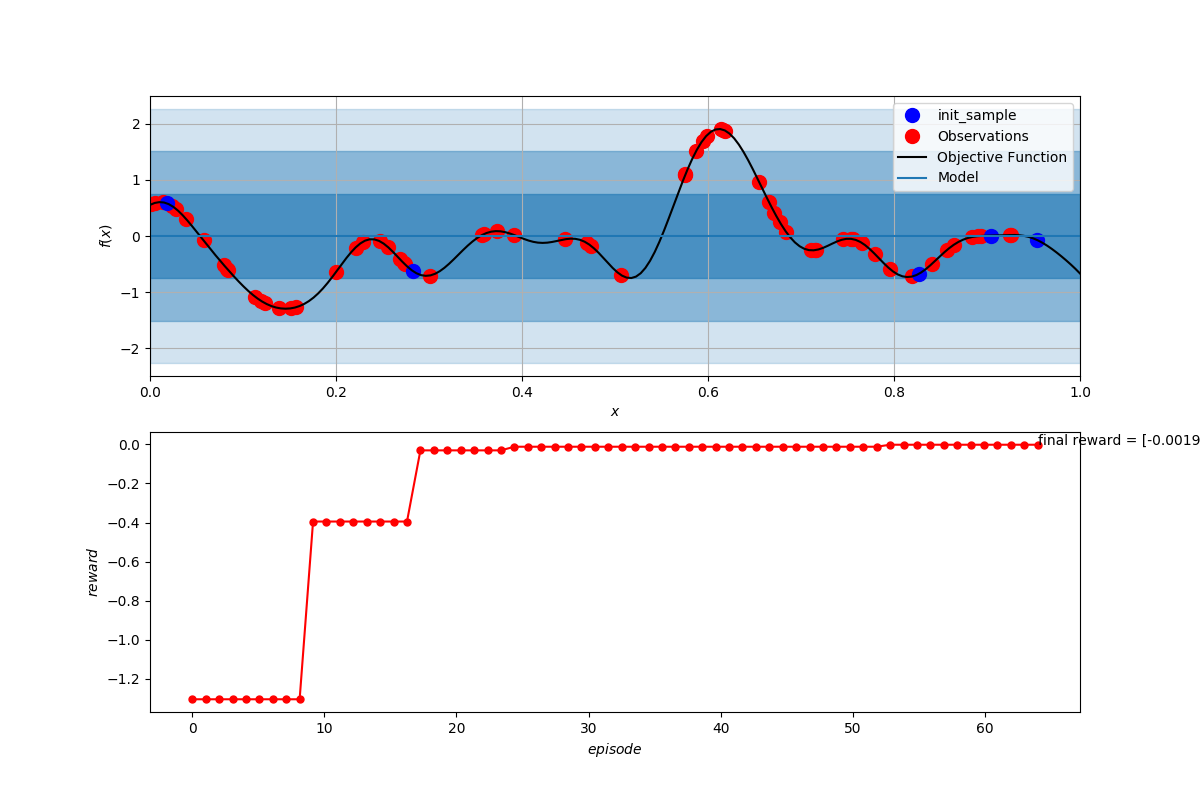 2
1
0
−1
−2
f(x)
0.0 0.2 0.4 0.6 0.8 1.0
x
init_sample
Observations
Objective Function
Model
0.0
−0.2
−0.4
−0.6
−0.8
−1.0
−1.2
reward
final reward = [-0.0019
0 10 20 30 40 50 60
episode